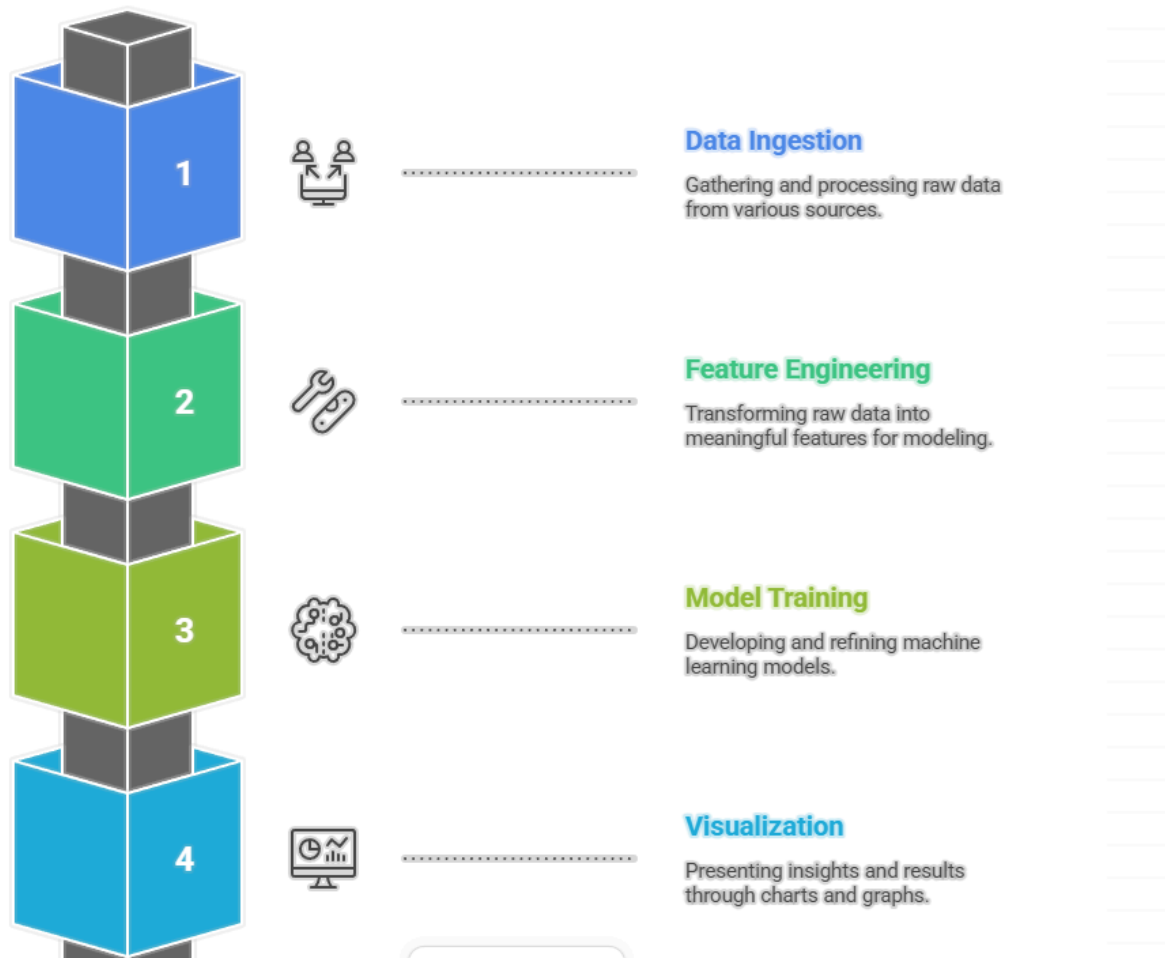 1
Data Ingestion
Gathering and processing raw data
from various sources.
2
Feature Engineering
Transforming raw data into
meaningful features for modeling.
3
Model Training
Developing and refining machine
learning models.
4
Visualization
Presenting insights and results
through charts and graphs.